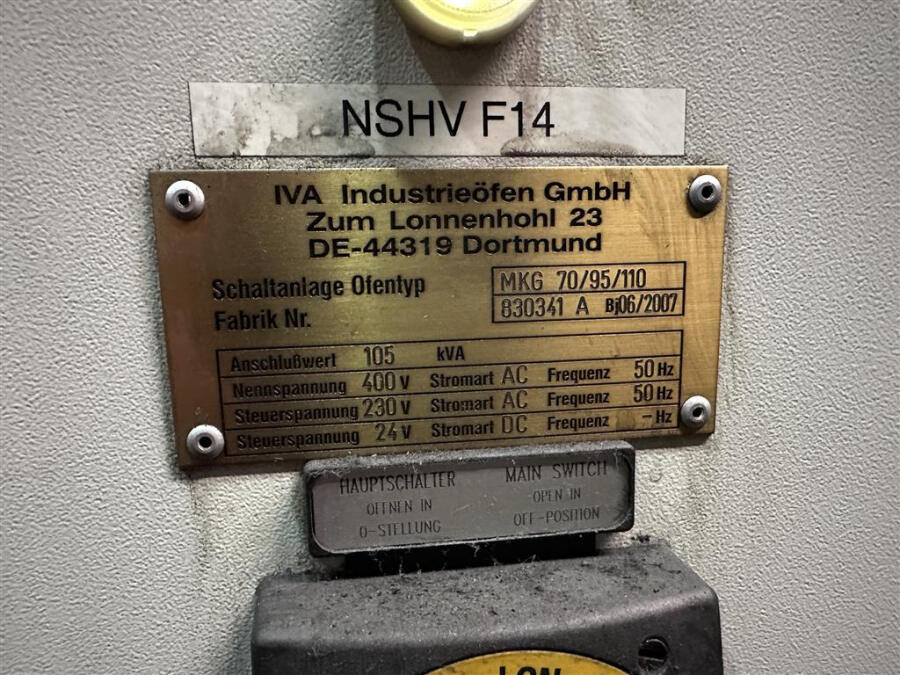 NSHV F14
IVA Industrieöfen GmbH
Zum Lonnenhohl 23
DE-44319 Dortmund
Schaltanlage Ofentyp MKG 70/95/110
Fabrik Nr. 830341 A Bj06/2007
Anschlußwert 105 kVA
Nennspannung 400 V Stromart AC Frequenz 50 Hz
Steuerspannung 230 V Stromart AC Frequenz 50 Hz
Steuerspannung 24 V Stromart DC Frequenz - Hz
HAUPTSCHALTER MAIN SWITCH
OFFNEN IN OPEN IN
0-STELLUNG OFF-POSITION